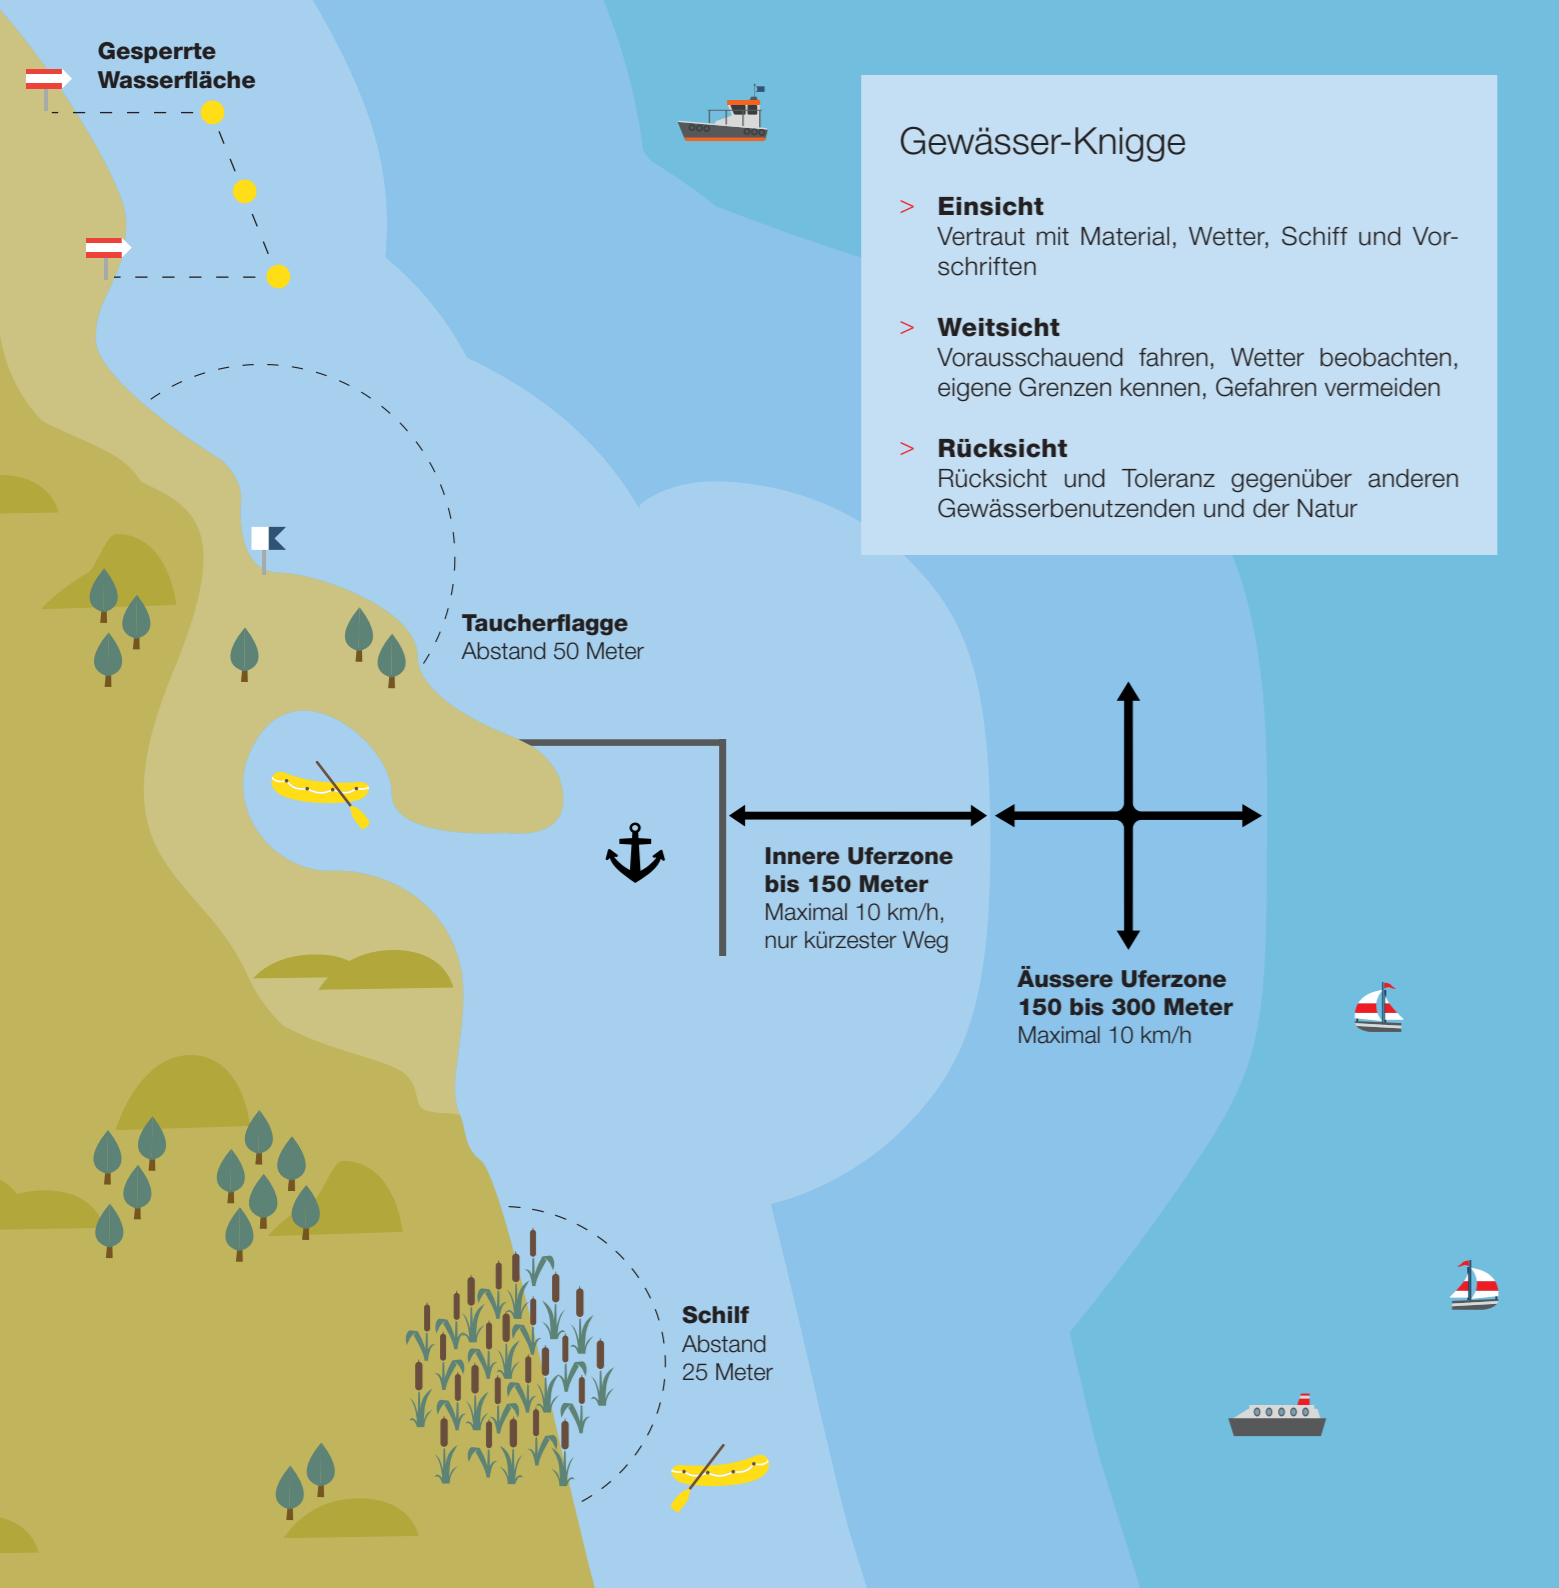 Gesperrte
Wasserfläche
Gewässer-Knigge
> Einsicht
Vertraut mit Material, Wetter, Schiff und Vor-
schriften
> Weitsicht
Vorausschauend fahren, Wetter beobachten,
eigene Grenzen kennen, Gefahren vermeiden
> Rücksicht
Rücksicht und Toleranz gegenüber anderen
Gewässerbenutzenden und der Natur
Taucherflagge
Abstand 50 Meter
Innere Uferzone
bis 150 Meter
Maximal 10 km/h,
nur kürzester Weg
Äussere Uferzone
150 bis 300 Meter
Maximal 10 km/h
Schilf
Abstand
25 Meter